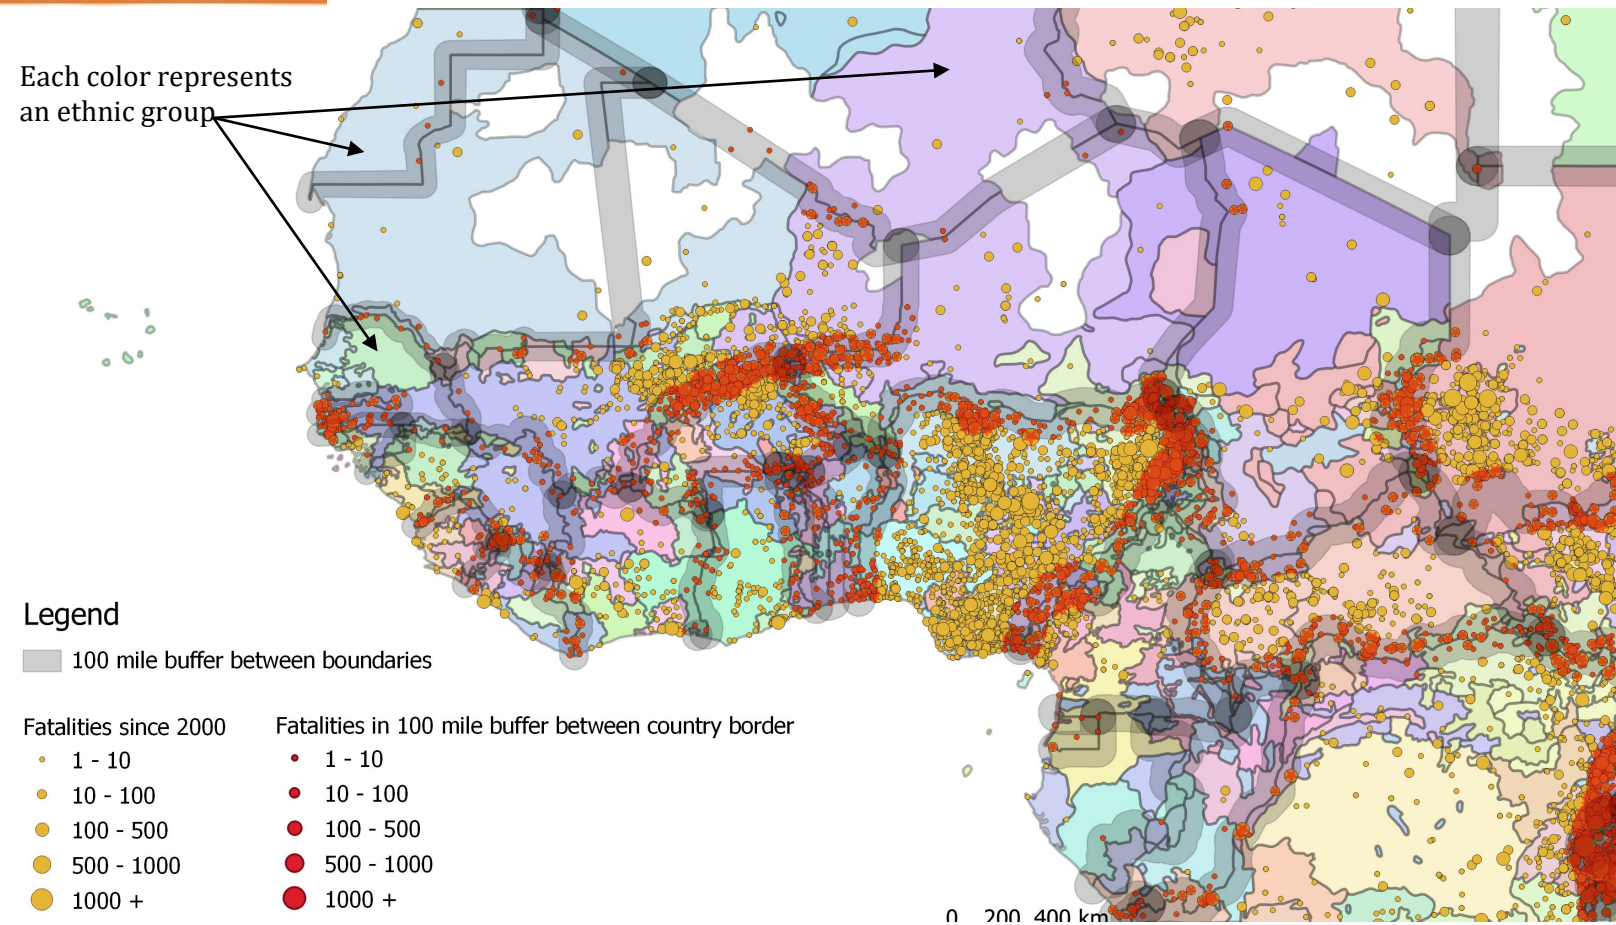 Each color represents
an ethnic group
Legend
100 mile buffer between boundaries
Fatalities since 2000
1 - 10
10 - 100
100 - 500
500 - 1000
1000 +
Fatalities in 100 mile buffer between country border
1 - 10
10 - 100
100 - 500
500 - 1000
1000 +
0 200 400 km